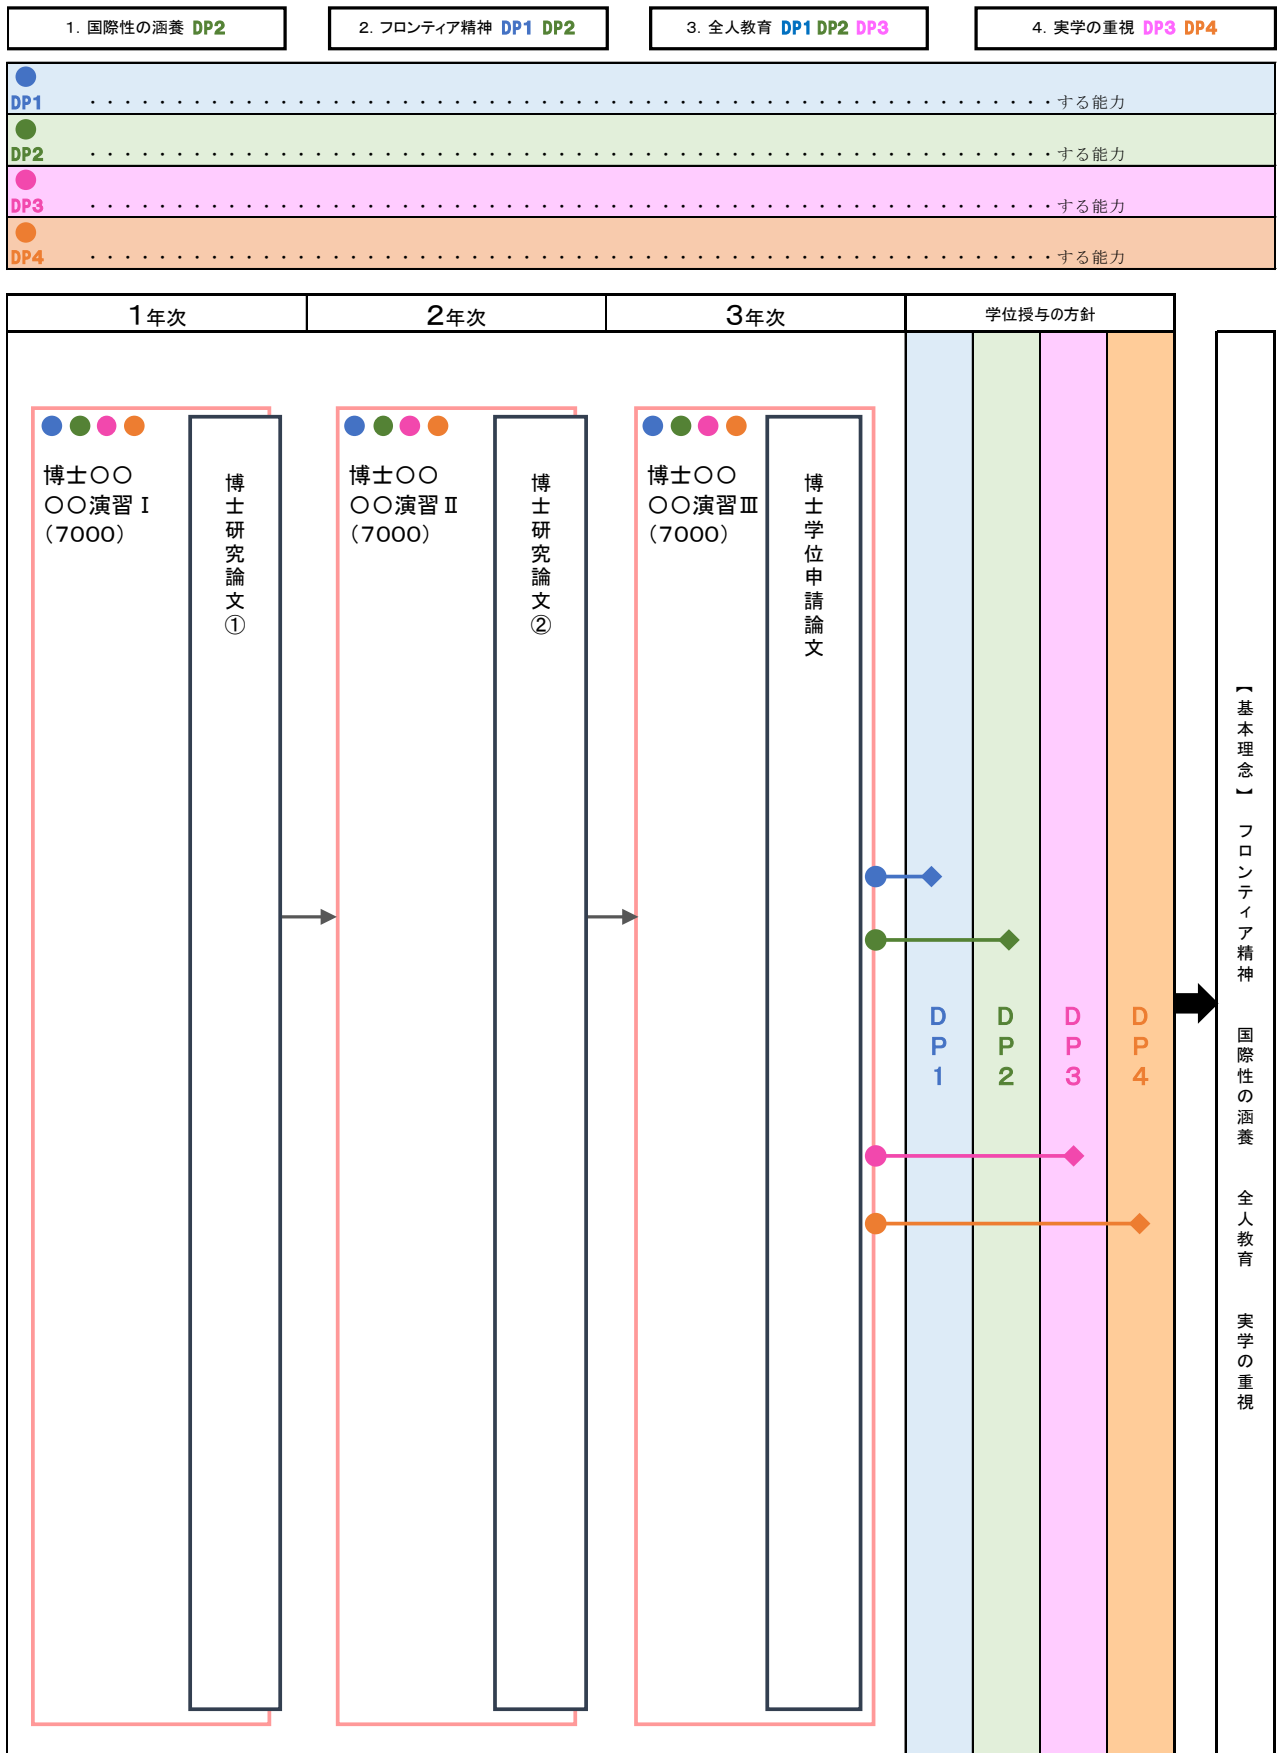 1. 国際性の涵養 DP2
2. フロンティア精神 DP1 DP2
3. 全人教育 DP1 DP2 DP3
4. 実学の重視 DP3 DP4
DP1 ・・・・・・・・・・・・・・・・・・・・・・・・・・・・・・・・・・・・・・・・・・・・・・・・・・・・・・・・する能力
DP2 ・・・・・・・・・・・・・・・・・・・・・・・・・・・・・・・・・・・・・・・・・・・・・・・・・・・・・・・・する能力
DP3 ・・・・・・・・・・・・・・・・・・・・・・・・・・・・・・・・・・・・・・・・・・・・・・・・・・・・・・・・する能力
DP4 ・・・・・・・・・・・・・・・・・・・・・・・・・・・・・・・・・・・・・・・・・・・・・・・・・・・・・・・・する能力
1年次
2年次
3年次
学位授与の方針
博士〇〇
〇〇演習Ⅰ
(7000)
博士研究論文①
博士〇〇
〇〇演習Ⅱ
(7000)
博士研究論文②
博士〇〇
〇〇演習Ⅲ
(7000)
博士学位申請論文
DP1
DP2
DP3
DP4
【基本理念】 フロンティア精神 国際性の涵養 全人教育 実学の重視